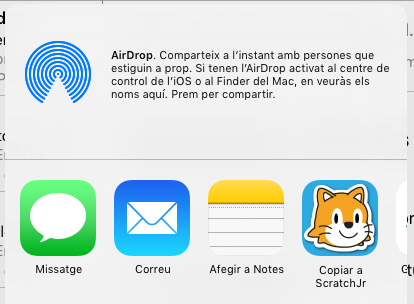 AirDrop. Comparteix a l'instant amb persones que
estiguin a prop. Si tenen l'AirDrop activat al centre de
control de l'iOS o al Finder del Mac, en veuràs els
noms aquí. Prem per compartir.
Missatge
Correu
Afegir a Notes
Copiar a
ScratchJr